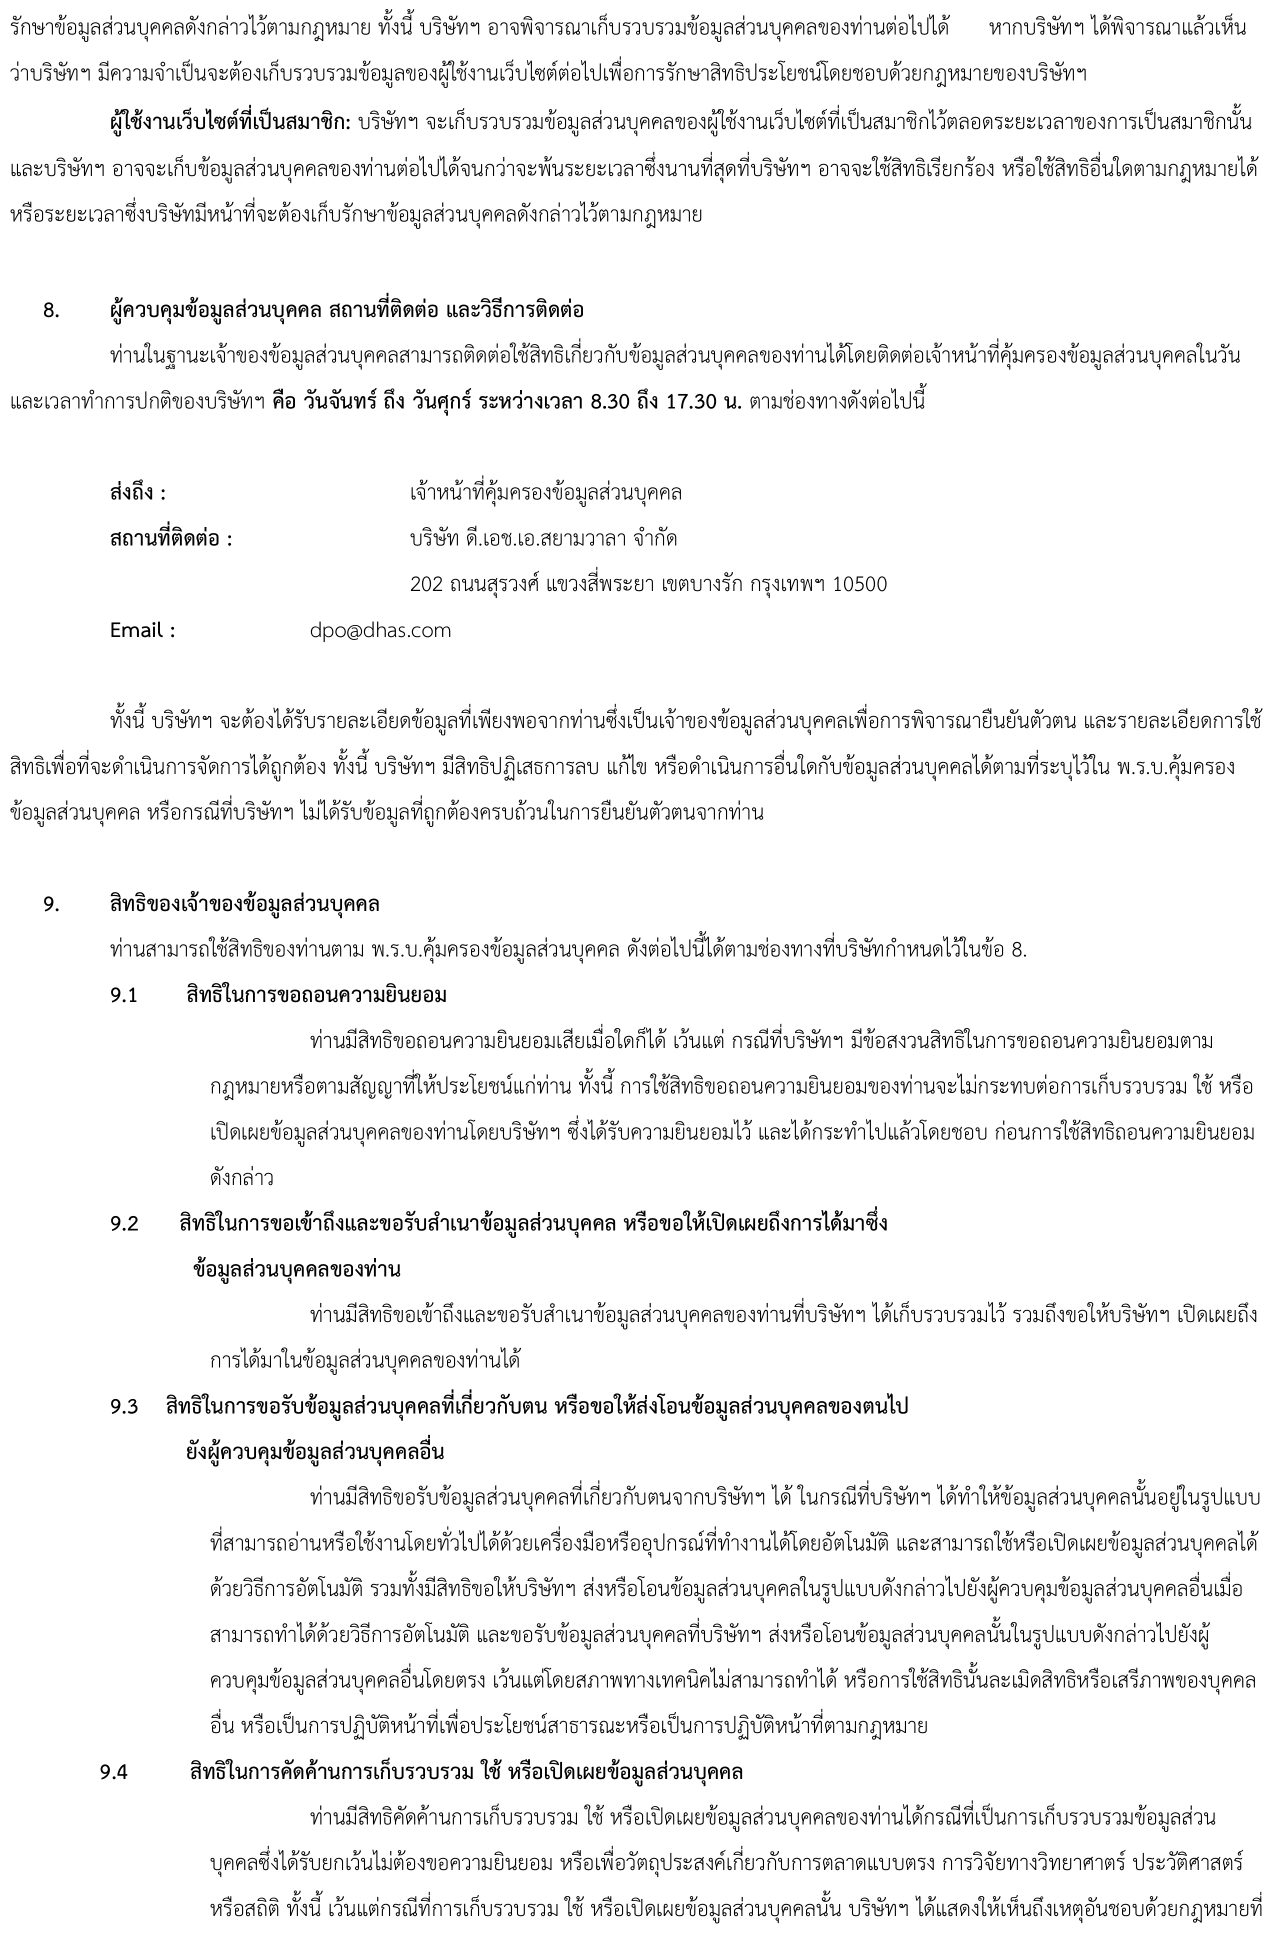 รักษาข้อมูลส่วนบุคคลดังกล่าวไว้ตามกฎหมาย ทั้งนี้ บริษัทฯ อาจพิจารณาเก็บรวบรวมข้อมูลส่วนบุคคลของท่านต่อไปได้ หากบริษัทฯ ได้พิจารณาแล้วเห็น
ว่าบริษัทฯ มีความจำเป็นจะต้องเก็บรวบรวมข้อมูลของผู้ใช้งานเว็บไซต์ต่อไปเพื่อการรักษาสิทธิประโยชน์โดยชอบด้วยกฎหมายของบริษัทฯ
ผู้ใช้งานเว็บไซต์ที่เป็นสมาชิก: บริษัทฯ จะเก็บรวบรวมข้อมูลส่วนบุคคลของผู้ใช้งานเว็บไซต์ที่เป็นสมาชิกไว้ตลอดระยะเวลาของการเป็นสมาชิกนั้น
และบริษัทฯ อาจจะเก็บข้อมูลส่วนบุคคลของท่านต่อไปได้จนกว่าจะพ้นระยะเวลาซึ่งนานที่สุดที่บริษัทฯ อาจจะใช้สิทธิเรียกร้อง หรือใช้สิทธิอื่นใดตามกฎหมายได้
หรือระยะเวลาซึ่งบริษัทมีหน้าที่จะต้องเก็บรักษาข้อมูลส่วนบุคคลดังกล่าวไว้ตามกฎหมาย
8. ผู้ควบคุมข้อมูลส่วนบุคคล สถานที่ติดต่อ และวิธีการติดต่อ
ท่านในฐานะเจ้าของข้อมูลส่วนบุคคลสามารถติดต่อใช้สิทธิเกี่ยวกับข้อมูลส่วนบุคคลของท่านได้โดยติดต่อเจ้าหน้าที่คุ้มครองข้อมูลส่วนบุคคลในวัน
และเวลาทำการปกติของบริษัทฯ คือ วันจันทร์ ถึง วันศุกร์ ระหว่างเวลา 8.30 ถึง 17.30 น. ตามช่องทางดังต่อไปนี้
ส่งถึง : เจ้าหน้าที่คุ้มครองข้อมูลส่วนบุคคล
สถานที่ติดต่อ : บริษัท ดี.เอช.เอ.สยามวาลา จำกัด
202 ถนนสุรวงศ์ แขวงสี่พระยา เขตบางรัก กรุงเทพฯ 10500
Email : dpo@dhas.com
ทั้งนี้ บริษัทฯ จะต้องได้รับรายละเอียดข้อมูลที่เพียงพอจากท่านซึ่งเป็นเจ้าของข้อมูลส่วนบุคคลเพื่อการพิจารณายืนยันตัวตน และรายละเอียดการใช้
สิทธิเพื่อที่จะดำเนินการจัดการได้ถูกต้อง ทั้งนี้ บริษัทฯ มีสิทธิปฏิเสธการลบ แก้ไข หรือดำเนินการอื่นใดกับข้อมูลส่วนบุคคลได้ตามที่ระบุไว้ใน พ.ร.บ.คุ้มครอง
ข้อมูลส่วนบุคคล หรือกรณีที่บริษัทฯ ไม่ได้รับข้อมูลที่ถูกต้องครบถ้วนในการยืนยันตัวตนจากท่าน
9. สิทธิของเจ้าของข้อมูลส่วนบุคคล
ท่านสามารถใช้สิทธิของท่านตาม พ.ร.บ.คุ้มครองข้อมูลส่วนบุคคล ดังต่อไปนี้ได้ตามช่องทางที่บริษัทกำหนดไว้ในข้อ 8.
9.1 สิทธิในการขอถอนความยินยอม
ท่านมีสิทธิขอถอนความยินยอมเสียเมื่อใดก็ได้ เว้นแต่ กรณีที่บริษัทฯ มีข้อสงวนสิทธิในการขอถอนความยินยอมตาม
กฎหมายหรือตามสัญญาที่ให้ประโยชน์แก่ท่าน ทั้งนี้ การใช้สิทธิขอถอนความยินยอมของท่านจะไม่กระทบต่อการเก็บรวบรวม ใช้ หรือ
เปิดเผยข้อมูลส่วนบุคคลของท่านโดยบริษัทฯ ซึ่งได้รับความยินยอมไว้ และได้กระทำไปแล้วโดยชอบ ก่อนการใช้สิทธิถอนความยินยอม
ดังกล่าว
9.2 สิทธิในการขอเข้าถึงและขอรับสำเนาข้อมูลส่วนบุคคล หรือขอให้เปิดเผยถึงการได้มาซึ่ง
ข้อมูลส่วนบุคคลของท่าน
ท่านมีสิทธิขอเข้าถึงและขอรับสำเนาข้อมูลส่วนบุคคลของท่านที่บริษัทฯ ได้เก็บรวบรวมไว้ รวมถึงขอให้บริษัทฯ เปิดเผยถึง
การได้มาในข้อมูลส่วนบุคคลของท่านได้
9.3 สิทธิในการขอรับข้อมูลส่วนบุคคลที่เกี่ยวกับตน หรือขอให้ส่งโอนข้อมูลส่วนบุคคลของตนไป
ยังผู้ควบคุมข้อมูลส่วนบุคคลอื่น
ท่านมีสิทธิขอรับข้อมูลส่วนบุคคลที่เกี่ยวกับตนจากบริษัทฯ ได้ ในกรณีที่บริษัทฯ ได้ทำให้ข้อมูลส่วนบุคคลนั้นอยู่ในรูปแบบ
ที่สามารถอ่านหรือใช้งานโดยทั่วไปได้ด้วยเครื่องมือหรืออุปกรณ์ที่ทำงานได้โดยอัตโนมัติ และสามารถใช้หรือเปิดเผยข้อมูลส่วนบุคคลได้
ด้วยวิธีการอัตโนมัติ รวมทั้งมีสิทธิขอให้บริษัทฯ ส่งหรือโอนข้อมูลส่วนบุคคลในรูปแบบดังกล่าวไปยังผู้ควบคุมข้อมูลส่วนบุคคลอื่นเมื่อ
สามารถทำได้ด้วยวิธีการอัตโนมัติ และขอรับข้อมูลส่วนบุคคลที่บริษัทฯ ส่งหรือโอนข้อมูลส่วนบุคคลนั้นในรูปแบบดังกล่าวไปยังผู้
ควบคุมข้อมูลส่วนบุคคลอื่นโดยตรง เว้นแต่โดยสภาพทางเทคนิคไม่สามารถทำได้ หรือการใช้สิทธินั้นละเมิดสิทธิหรือเสรีภาพของบุคคล
อื่น หรือเป็นการปฏิบัติหน้าที่เพื่อประโยชน์สาธารณะหรือเป็นการปฏิบัติหน้าที่ตามกฎหมาย
9.4 สิทธิในการคัดค้านการเก็บรวบรวม ใช้ หรือเปิดเผยข้อมูลส่วนบุคคล
ท่านมีสิทธิคัดค้านการเก็บรวบรวม ใช้ หรือเปิดเผยข้อมูลส่วนบุคคลของท่านได้กรณีที่เป็นการเก็บรวบรวมข้อมูลส่วน
บุคคลซึ่งได้รับยกเว้นไม่ต้องขอความยินยอม หรือเพื่อวัตถุประสงค์เกี่ยวกับการตลาดแบบตรง การวิจัยทางวิทยาศาตร์ ประวัติศาสตร์
หรือสถิติ ทั้งนี้ เว้นแต่กรณีที่การเก็บรวบรวม ใช้ หรือเปิดเผยข้อมูลส่วนบุคคลนั้น บริษัทฯ ได้แสดงให้เห็นถึงเหตุอันชอบด้วยกฎหมายที่